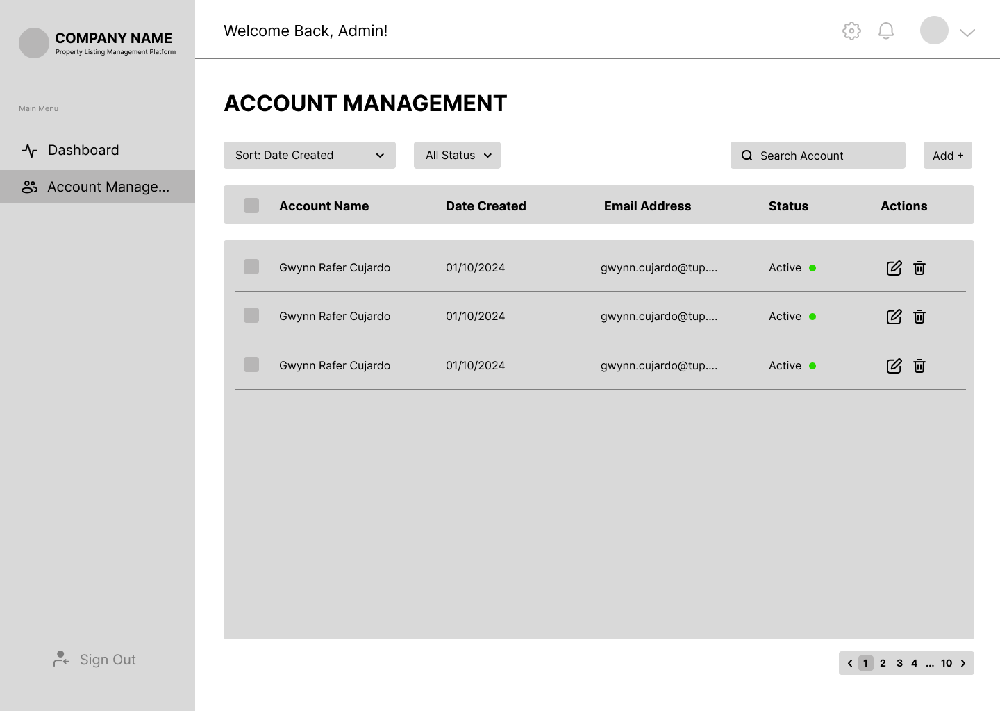 COMPANY NAME
Property Listing Management Platform
Welcome Back, Admin!
Main Menu
Dashboard
Account Manage...
Sign Out
ACCOUNT MANAGEMENT
Sort: Date Created
All Status
Search Account
Add +
Account Name Date Created Email Address Status Actions
Gwynn Rafer Cujardo 01/10/2024 gwynn.cujardo@tup.... Active
Gwynn Rafer Cujardo 01/10/2024 gwynn.cujardo@tup.... Active
Gwynn Rafer Cujardo 01/10/2024 gwynn.cujardo@tup.... Active
1 2 3 4 ... 10